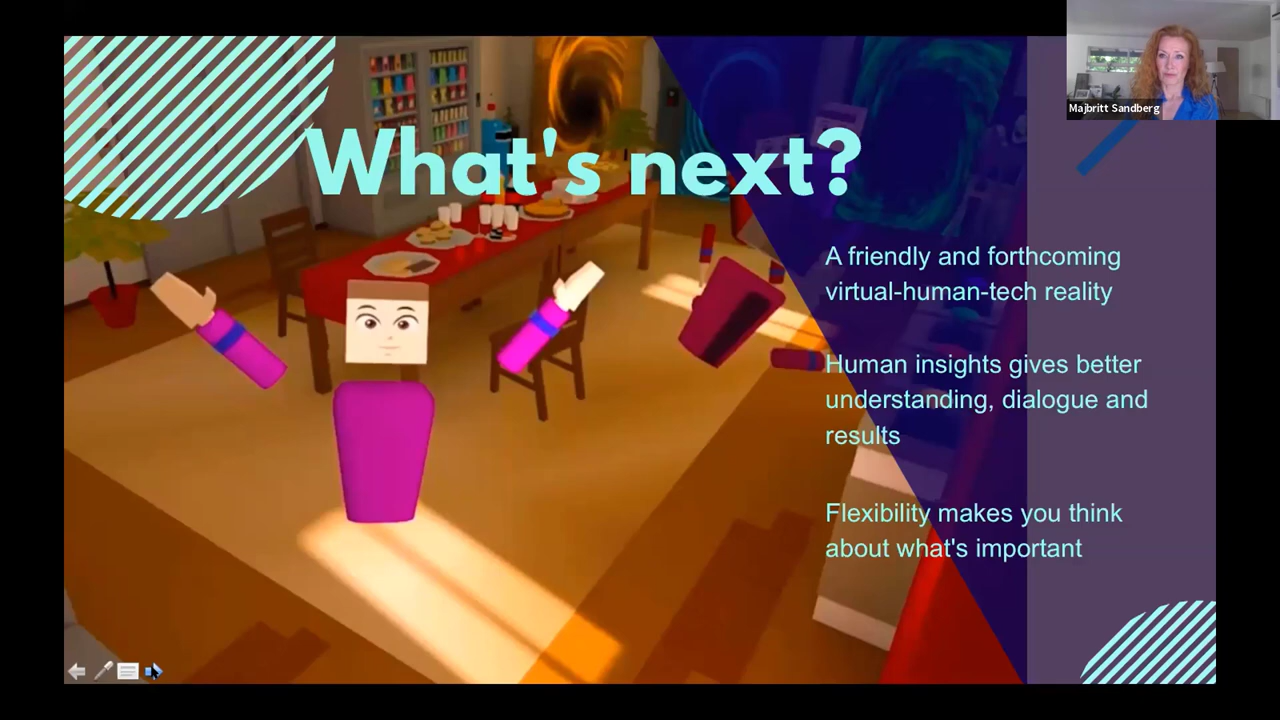 Majbritt Sandberg
What's next?
A friendly and forthcoming
virtual-human-tech reality
Human insights gives better
understanding, dialogue and
results
Flexibility makes you think
about what's important